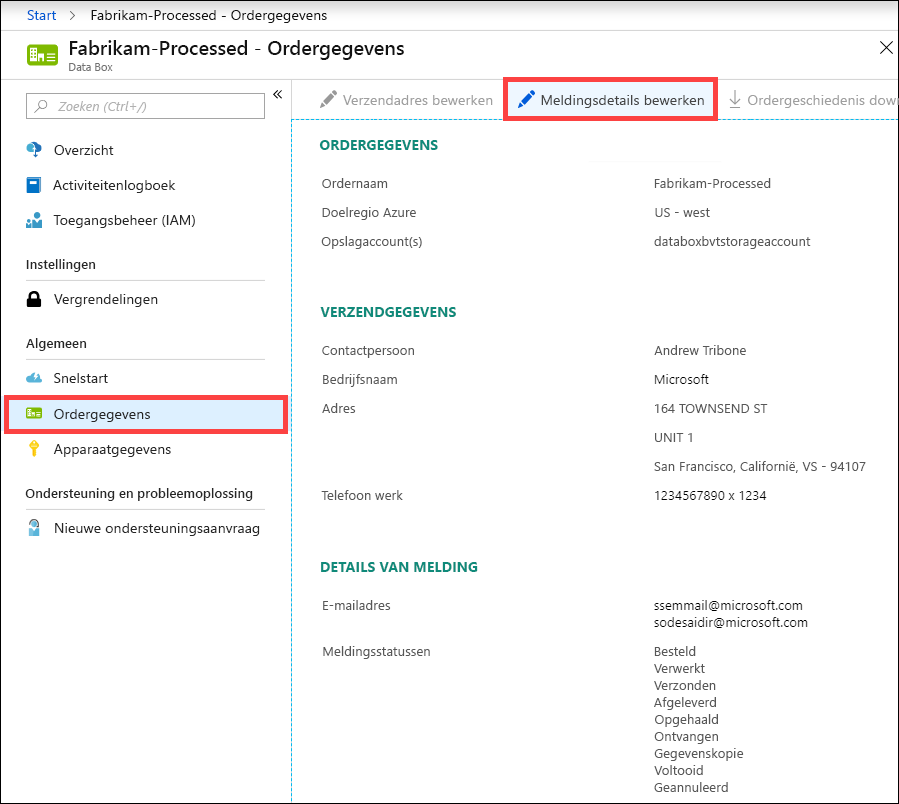 Start > Fabrikam-Processed - Ordergegevens
Fabrikam-Processed - Ordergegevens
Data Box
Zoeken (Ctrl+/)
«
Overzicht
Activiteitenlogboek
Toegangsbeheer (IAM)
Instellingen
Vergrendelingen
Algemeen
Snelstart
Ordergegevens
Apparaatgegevens
Ondersteuning en probleemoplossing
Nieuwe ondersteuningsaanvraag
Verzendadres bewerken Meldingsdetails bewerken Ordergeschiedenis dow
ORDERGEGEVENS
Ordernaam Fabrikam-Processed
Doelregio Azure US - west
Opslagaccount(s) databoxbvtstorageaccount
VERZENDGEGEVENS
Contactpersoon Andrew Tribone
Bedrijfsnaam Microsoft
Adres 164 TOWNSEND ST
UNIT 1
San Francisco, Californië, VS - 94107
Telefoon werk 1234567890 x 1234
DETAILS VAN MELDING
E-mailadres ssemmail@microsoft.com
sodesaidir@microsoft.com
Meldingsstatussen Besteld
Verwerkt
Verzonden
Afgeleverd
Opgehaald
Ontvangen
Gegevenskopie
Voltooid
Geannuleerd